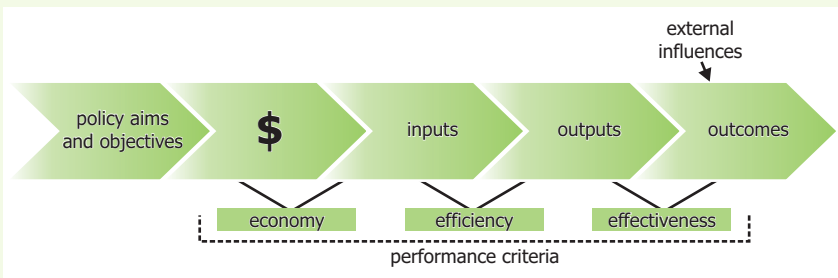 external
influences
policy aims
and objectives
$
inputs
outputs
outcomes
economy
efficiency
effectiveness
performance criteria